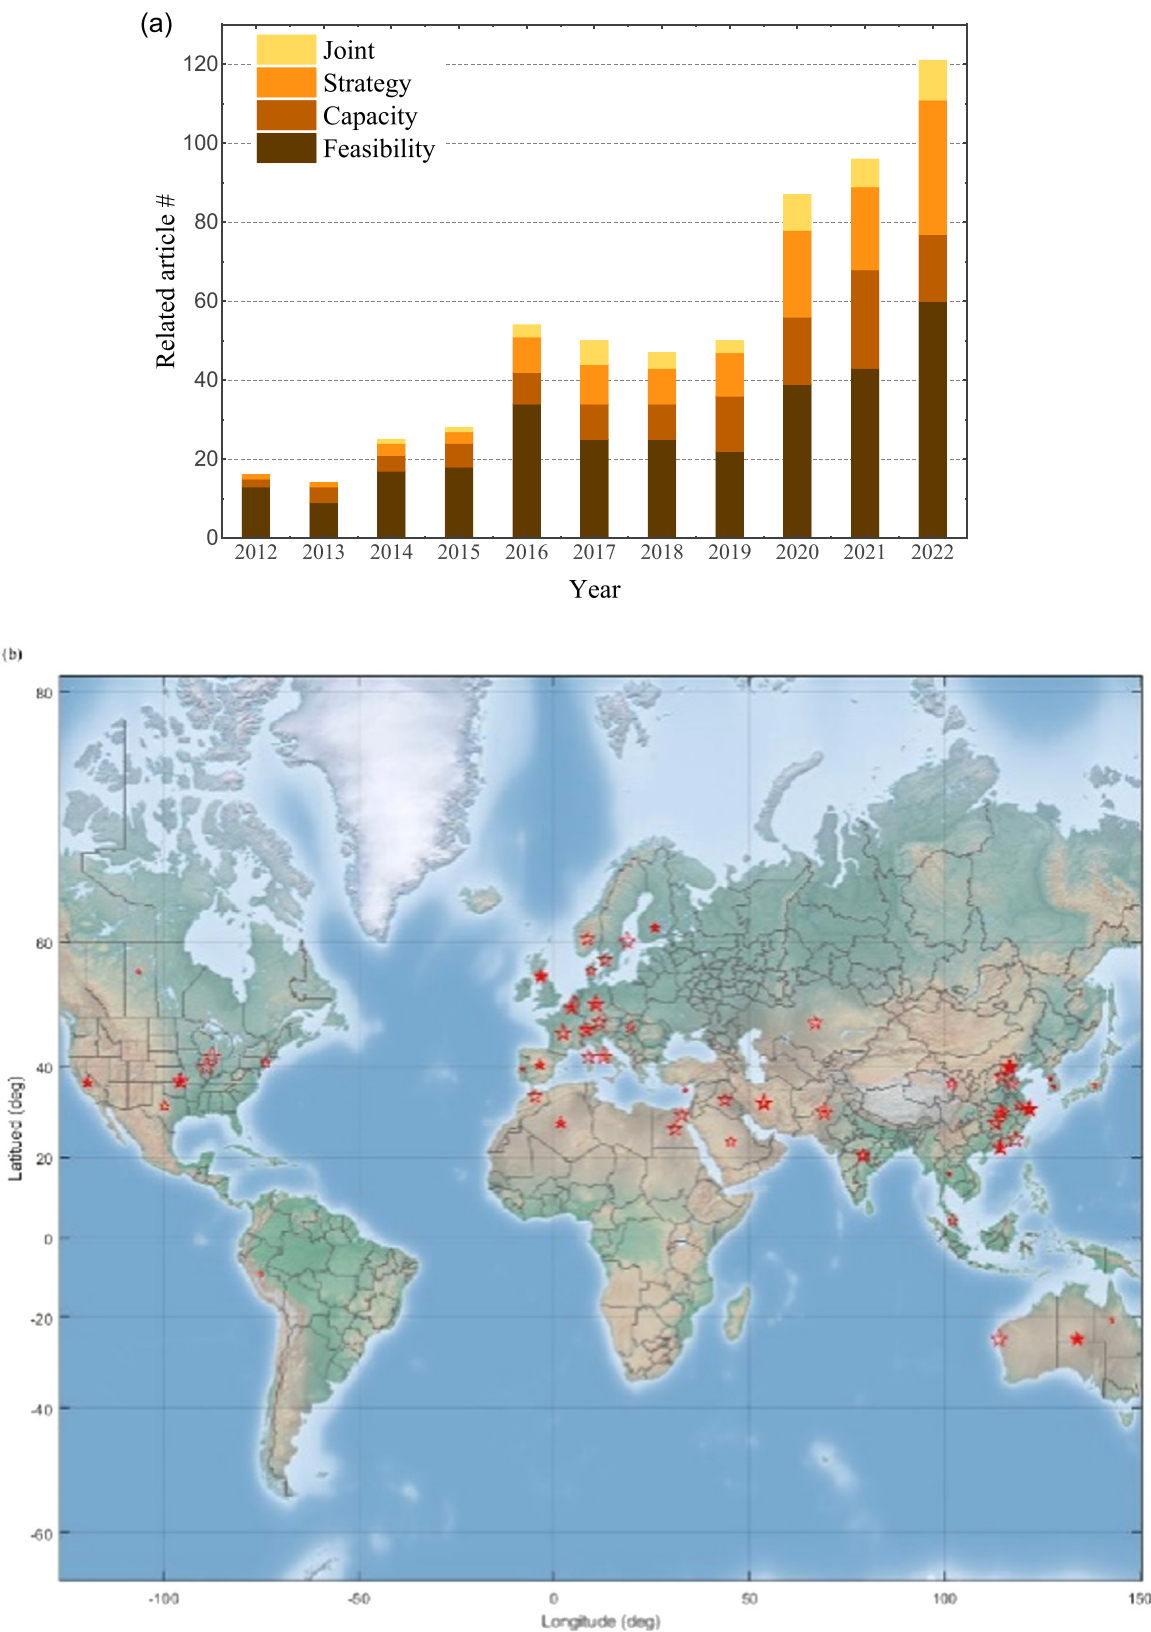 (a)
Joint
Strategy
Capacity
Feasibility
120
100
80
60
40
20
0
Related article #
2012 2013 2014 2015 2016 2017 2018 2019 2020 2021 2022
Year
(b)
80
60
40
20
0
-20
-40
-60
Latitued (deg)
-100 -50 0 50 100 150
Longitude (deg)